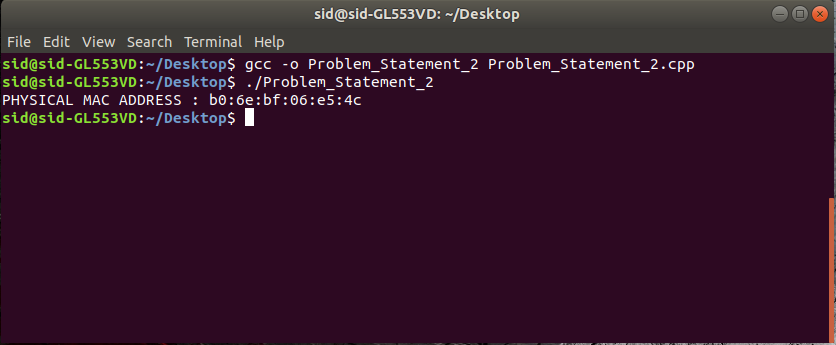 sid@sid-GL553VD: ~/Desktop
File Edit View Search Terminal Help
sid@sid-GL553VD:~/Desktop$ gcc -o Problem_Statement_2 Problem_Statement_2.cpp
sid@sid-GL553VD:~/Desktop$ ./Problem_Statement_2
PHYSICAL MAC ADDRESS : b0:6e:bf:06:e5:4c
sid@sid-GL553VD:~/Desktop$